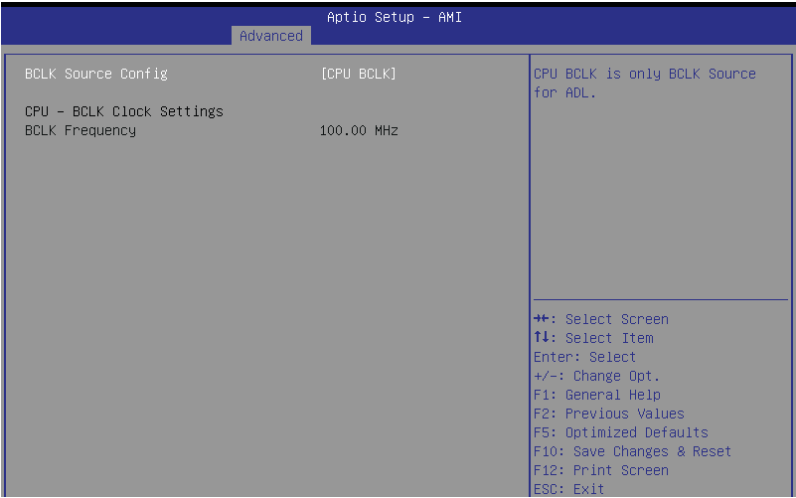 Aptio Setup – AMI
Advanced
BCLK Source Config [CPU BCLK]
CPU – BCLK Clock Settings
BCLK Frequency 100.00 MHz
CPU BCLK is only BCLK Source
for ADL.
→←: Select Screen
↑↓: Select Item
Enter: Select
+/-: Change Opt.
F1: General Help
F2: Previous Values
F5: Optimized Defaults
F10: Save Changes & Reset
F12: Print Screen
ESC: Exit